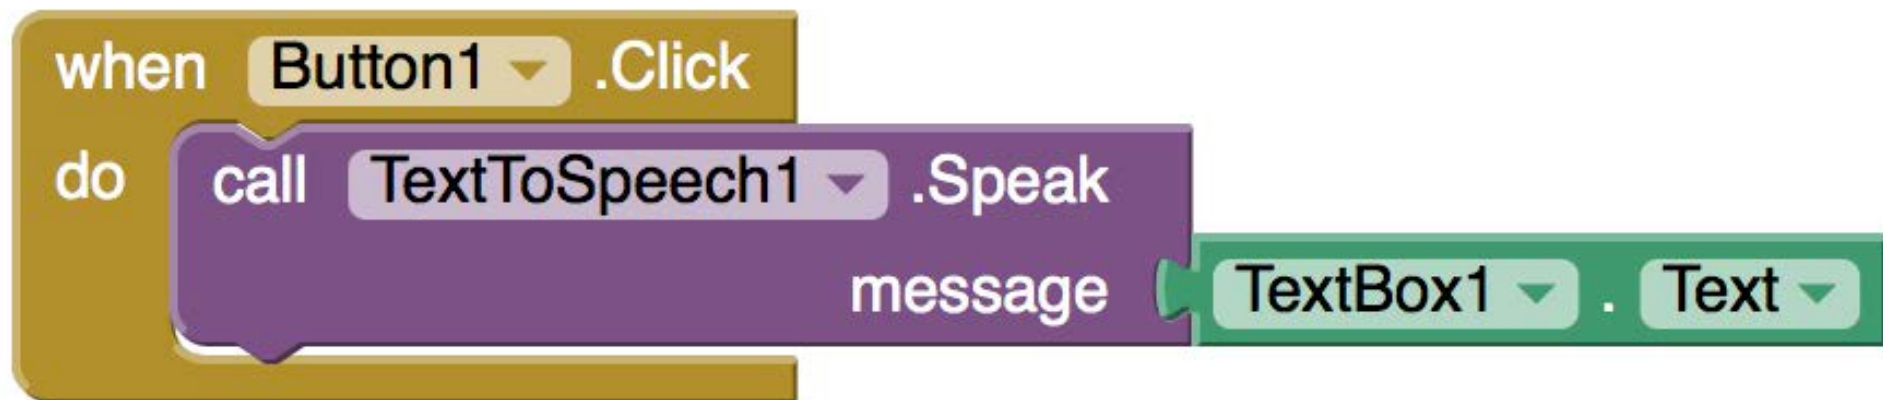 when Button1 .Click
do call TextToSpeech1 .Speak
message TextBox1 . Text